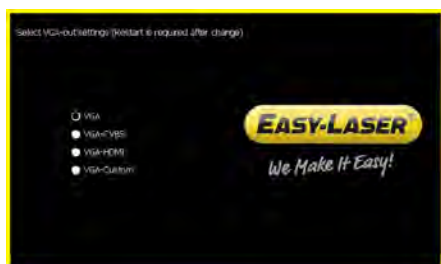 Select VGA-out settings (Restart is required after change)
VGA
VGA-CVBS
VGA-HDMI
VGA-Custom
EASY-LASER®
We Make It Easy!